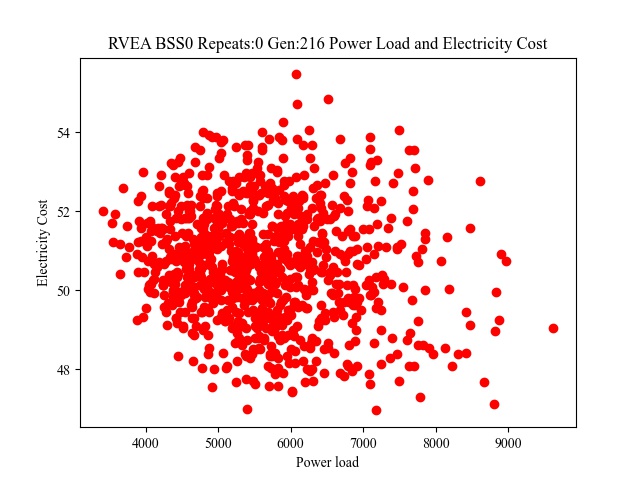 RVEA BSS0 Repeats:0 Gen:216 Power Load and Electricity Cost
54
52
50
48
Electricity Cost
4000 5000 6000 7000 8000 9000
Power load